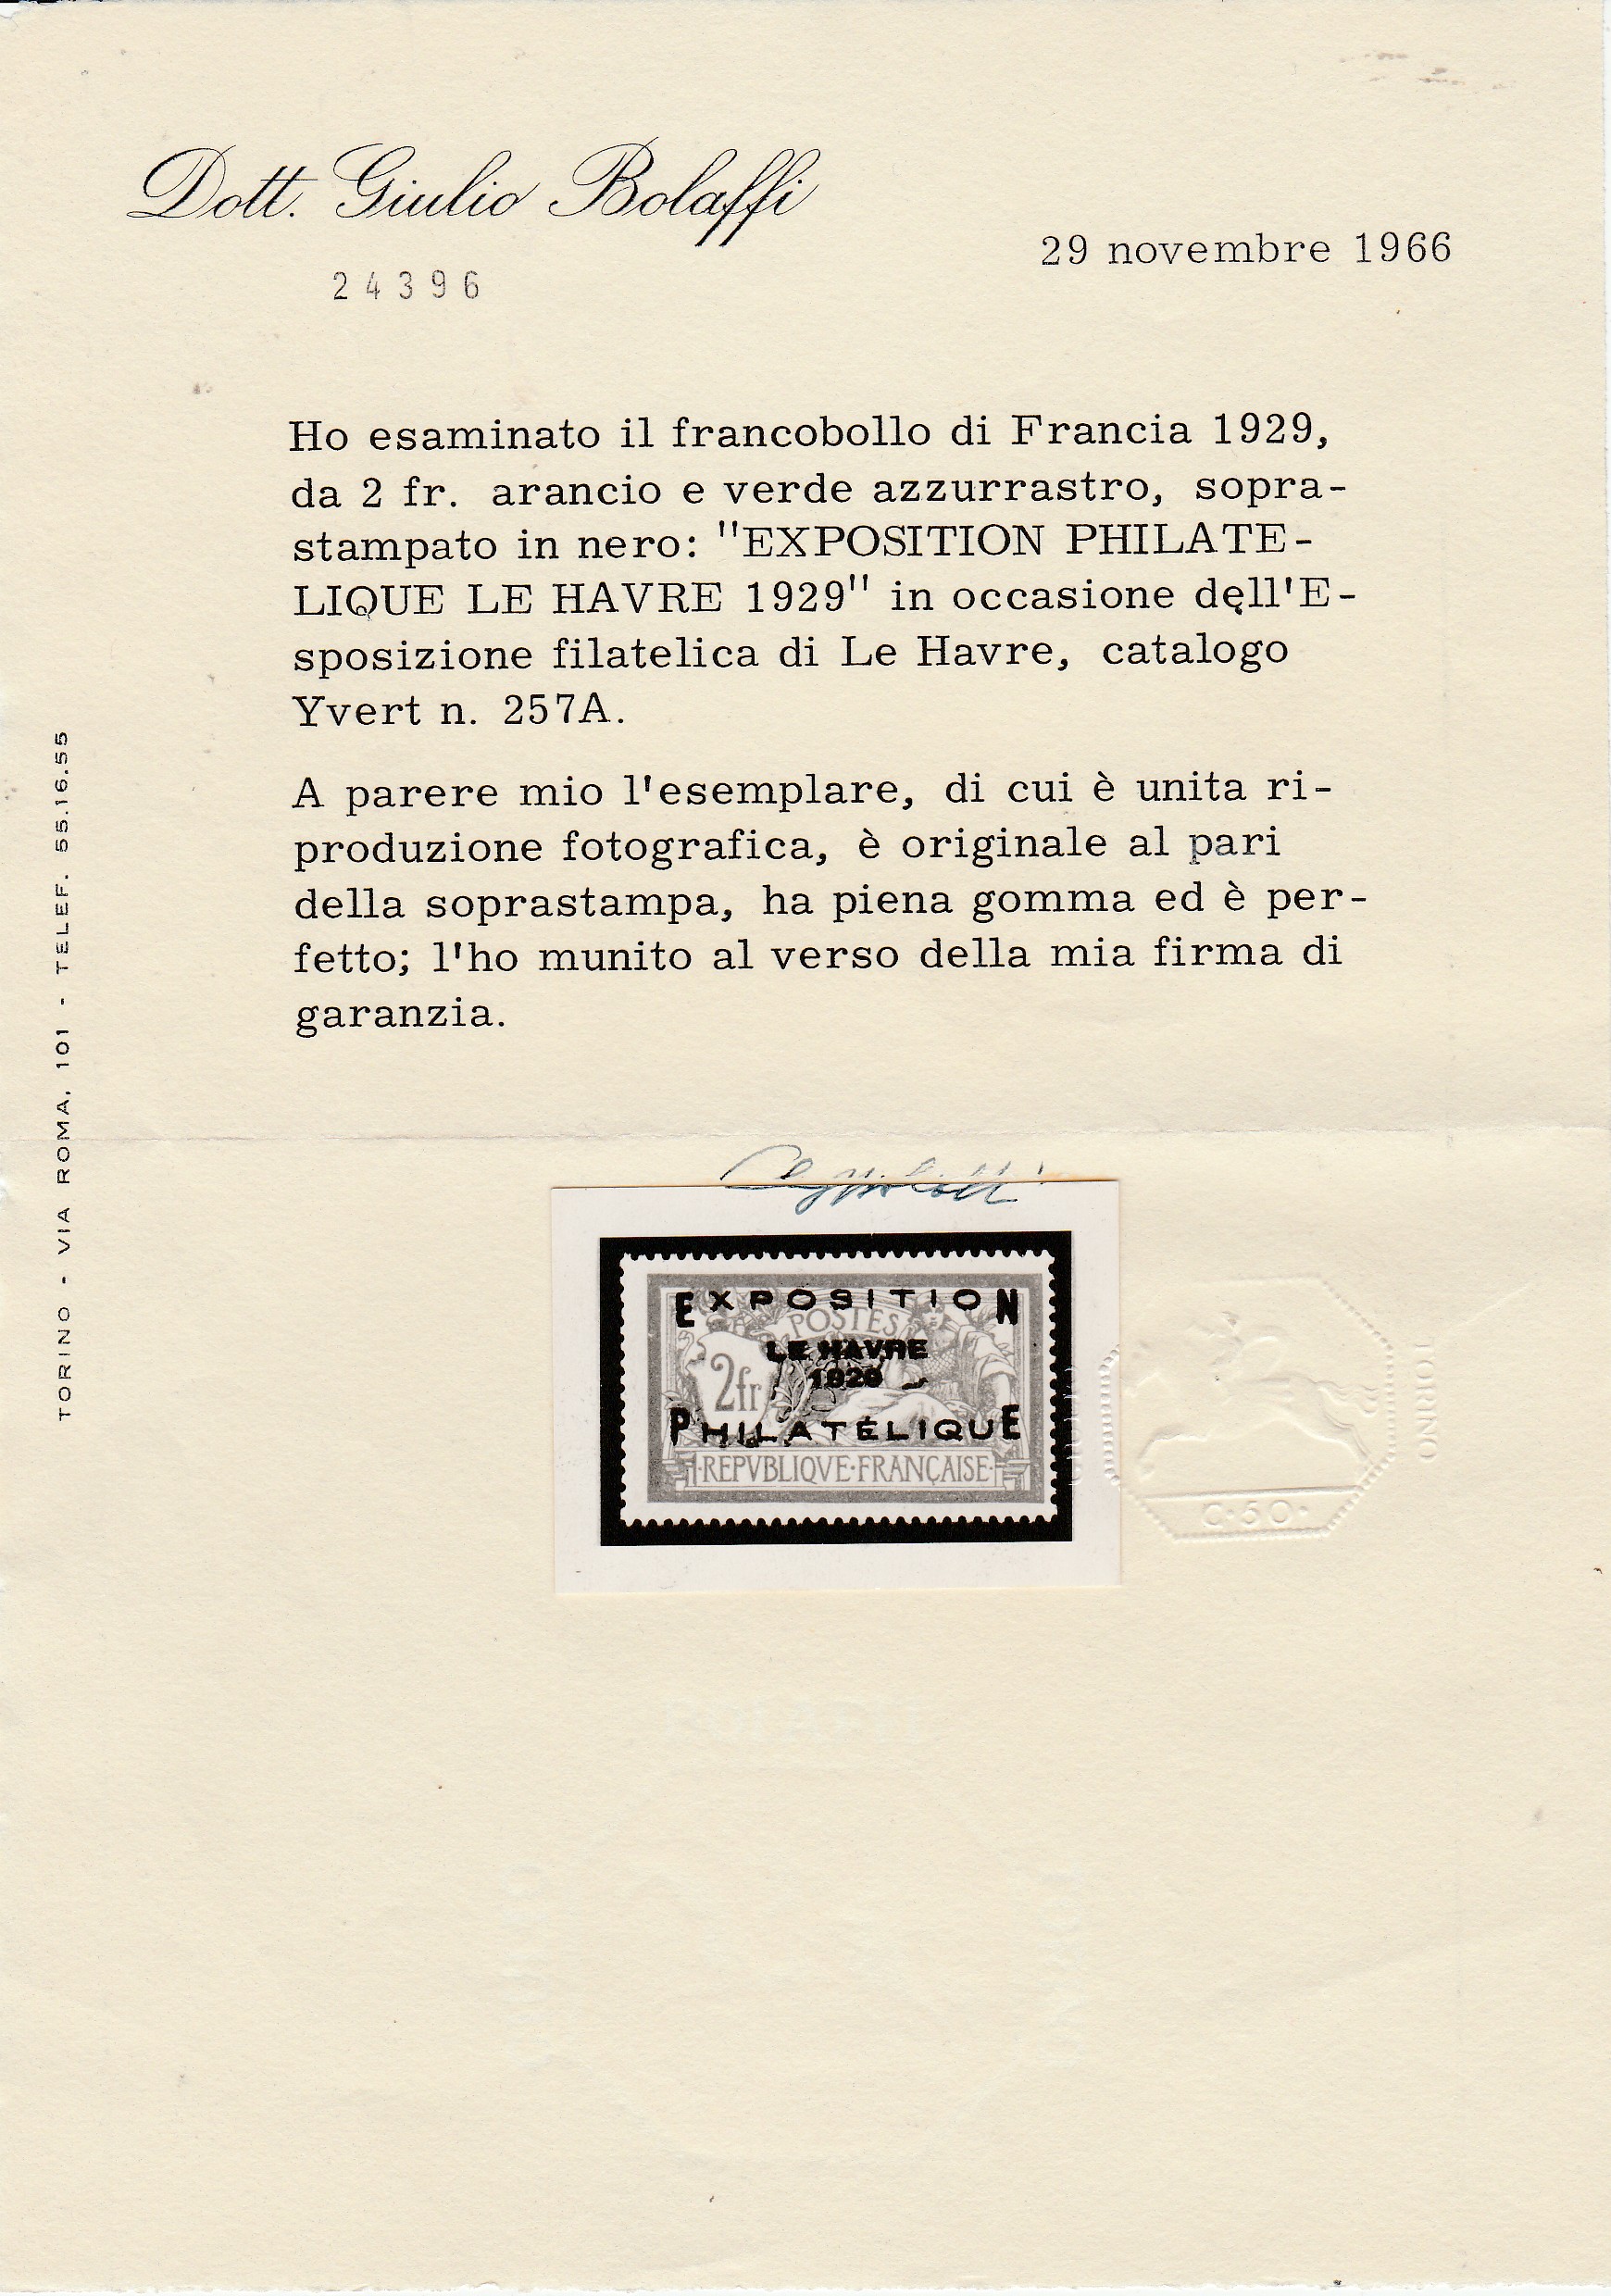 Dott. Giulio Bolaffi
29 novembre 1966
24396
Ho esaminato il francobollo di Francia 1929,
da 2 fr. arancio e verde azzurrastro, sopra-
stampato in nero: "EXPOSITION PHILATE-
LIQUE LE HAVRE 1929" in occasione dell'E-
sposizione filatelica di Le Havre, catalogo
Yvert n. 257A.
A parere mio l'esemplare, di cui è unita ri-
produzione fotografica, è originale al pari
della soprastampa, ha piena gomma ed è per-
fetto; l'ho munito al verso della mia firma di
garanzia.
TORINO - VIA ROMA, 101 - TELEF. 55.16.55
EXPOSITION
POSTES
LE HAVRE
1929
2fr
PHILATÉLIQUE
REPVBLIQVE·FRANÇAISE
TORINO
C·50·